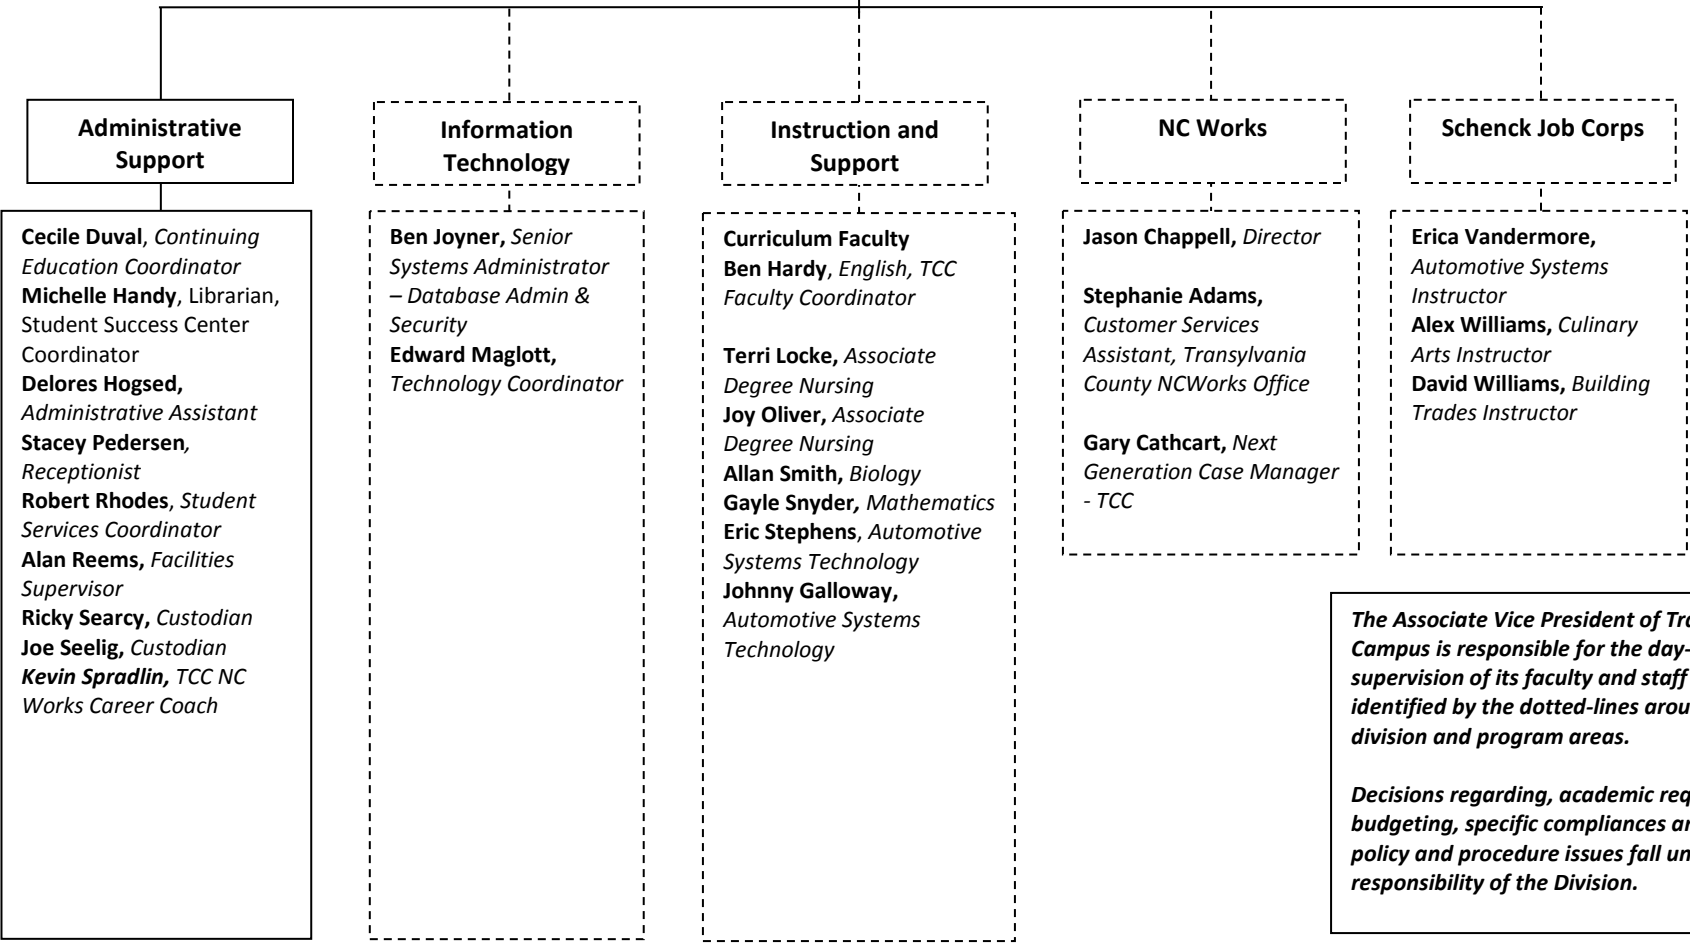 Administrative
Support
Cecile Duval, Continuing
Education Coordinator
Michelle Handy, Librarian,
Student Success Center
Coordinator
Delores Hogsed,
Administrative Assistant
Stacey Pedersen,
Receptionist
Robert Rhodes, Student
Services Coordinator
Alan Reems, Facilities
Supervisor
Ricky Searcy, Custodian
Joe Seelig, Custodian
Kevin Spradlin, TCC NC
Works Career Coach
Information
Technology
Ben Joyner, Senior
Systems Administrator
– Database Admin &
Security
Edward Maglott,
Technology Coordinator
Instruction and
Support
Curriculum Faculty
Ben Hardy, English, TCC
Faculty Coordinator
Terri Locke, Associate
Degree Nursing
Joy Oliver, Associate
Degree Nursing
Allan Smith, Biology
Gayle Snyder, Mathematics
Eric Stephens, Automotive
Systems Technology
Johnny Galloway,
Automotive Systems
Technology
NC Works
Jason Chappell, Director
Stephanie Adams,
Customer Services
Assistant, Transylvania
County NCWorks Office
Gary Cathcart, Next
Generation Case Manager
- TCC
Schenck Job Corps
Erica Vandermore,
Automotive Systems
Instructor
Alex Williams, Culinary
Arts Instructor
David Williams, Building
Trades Instructor
The Associate Vice President of
Campus is responsible for the
supervision of its faculty and staff
identified by the dotted-lines
division and program areas.
Decisions regarding, academic
budgeting, specific compliances
policy and procedure issues fall
responsibility of the Division.